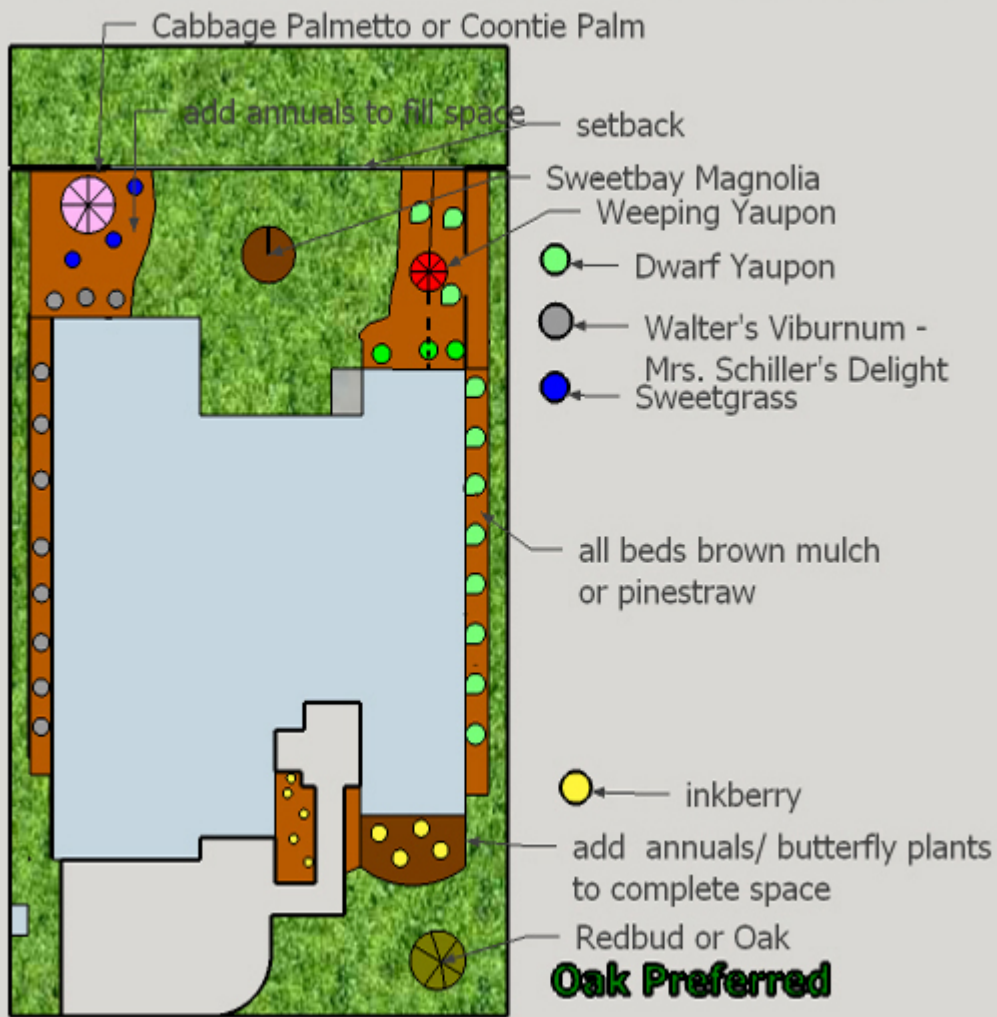 Cabbage Palmetto or Coontie Palm
add annuals to fill space
setback
Sweetbay Magnolia
Weeping Yaupon
Dwarf Yaupon
Walter's Viburnum -
Mrs. Schiller's Delight
Sweetgrass
all beds brown mulch
or pinestraw
inkberry
add annuals/ butterfly plants
to complete space
Redbud or Oak
Oak Preferred